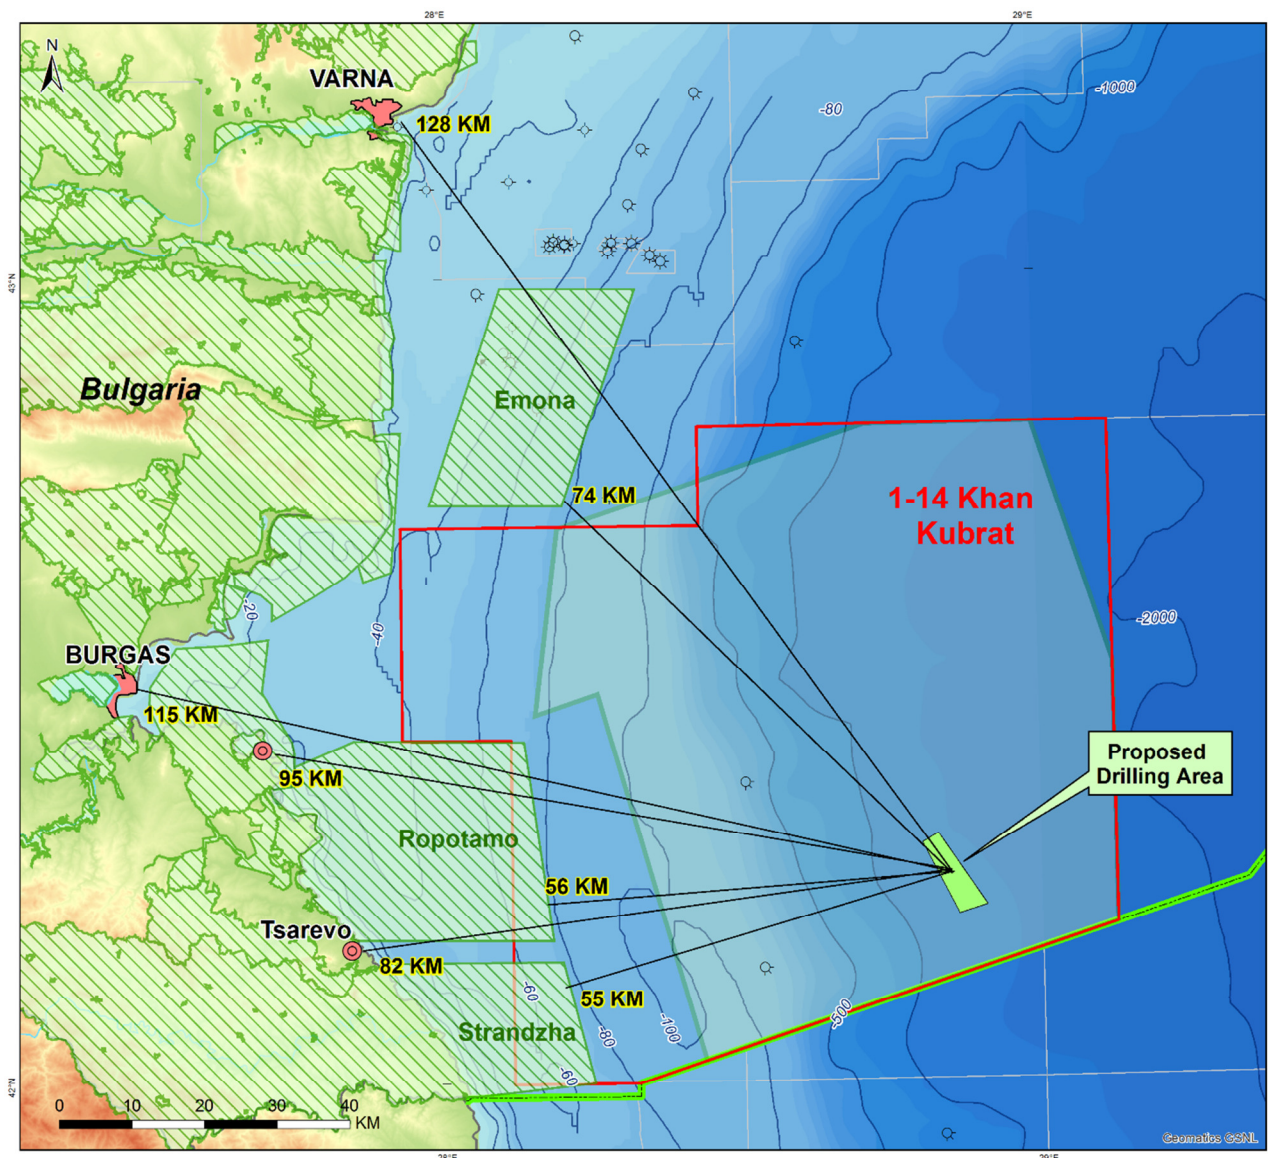 28°E
29°E
N
VARNA
128 KM
-80
-1000
43°N
Bulgaria
Emona
74 KM
1-14 Khan
Kubrat
-20
-40
-2000
BURGAS
115 KM
95 KM
Proposed
Drilling Area
Ropotamo
56 KM
Tsarevo
82 KM
55 KM
-60
-80
-100
-500
Strandzha
-60
42°N
0 10 20 30 40
KM
Geomatics GSNL
28°E
29°E